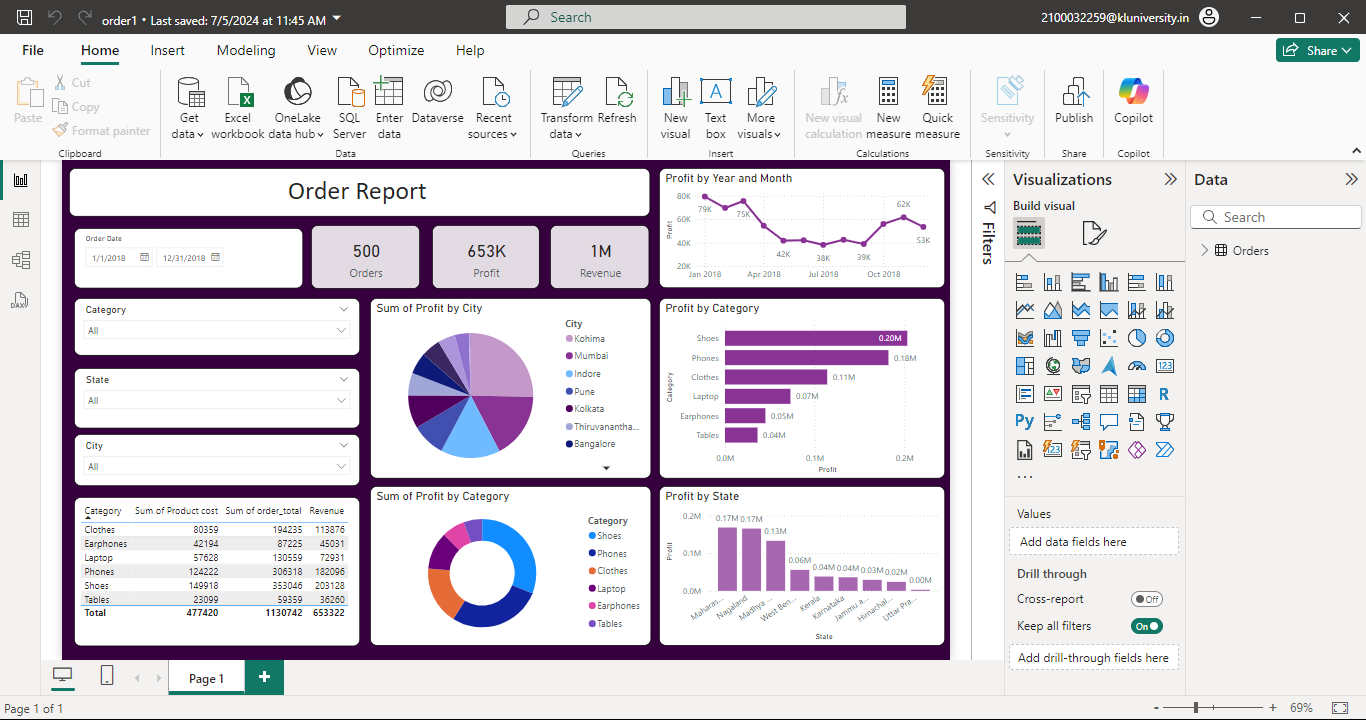 order1 • Last saved: 7/5/2024 at 11:45 AM
Search
2100032259@kluniversity.in
File Home Insert Modeling View Optimize Help
Share
Paste
Cut
Copy
Format painter
Clipboard
Get data
Excel workbook
OneLake data hub
SQL Server
Enter data
Dataverse
Recent sources
Data
Transform data
Refresh
Queries
New visual
Text box
More visuals
Insert
New visual calculation
New measure
Quick measure
Calculations
Sensitivity
Sensitivity
Publish
Share
Copilot
Copilot
Order Report
Order Date
1/1/2018 12/31/2018
500
Orders
653K
Profit
1M
Revenue
Profit by Year and Month
Profit
80K
60K
40K
20K
79K
75K
42K
38K
39K
62K
53K
Jan 2018 Apr 2018 Jul 2018 Oct 2018
Category
All
State
All
City
All
Sum of Profit by City
City
Kohima
Mumbai
Indore
Pune
Kolkata
Thiruvanantha...
Bangalore
Profit by Category
Category
Shoes 0.20M
Phones 0.18M
Clothes 0.11M
Laptop 0.07M
Earphones 0.05M
Tables 0.04M
0.0M 0.1M 0.2M
Profit
Category Sum of Product cost Sum of order_total Revenue
Clothes 80359 194235 113876
Earphones 42194 87225 45031
Laptop 57628 130559 72931
Phones 124222 306318 182096
Shoes 149918 353046 203128
Tables 23099 59359 36260
Total 477420 1130742 653322
Sum of Profit by Category
Category
Shoes
Phones
Clothes
Laptop
Earphones
Tables
Profit by State
Profit
0.2M
0.1M
0.0M
0.17M 0.17M 0.13M 0.06M 0.04M 0.04M 0.03M 0.02M 0.00M
Maharas... Nagaland Madhya ... West Ben... Kerala Karnataka Jammu a... Himachal... Uttar Pra...
State
Filters
Visualizations
Build visual
123
R
Py
123
...
Values
Add data fields here
Drill through
Cross-report Off
Keep all filters On
Add drill-through fields here
Data
Search
Orders
DAX
Page 1
+
Page 1 of 1
- + 69%